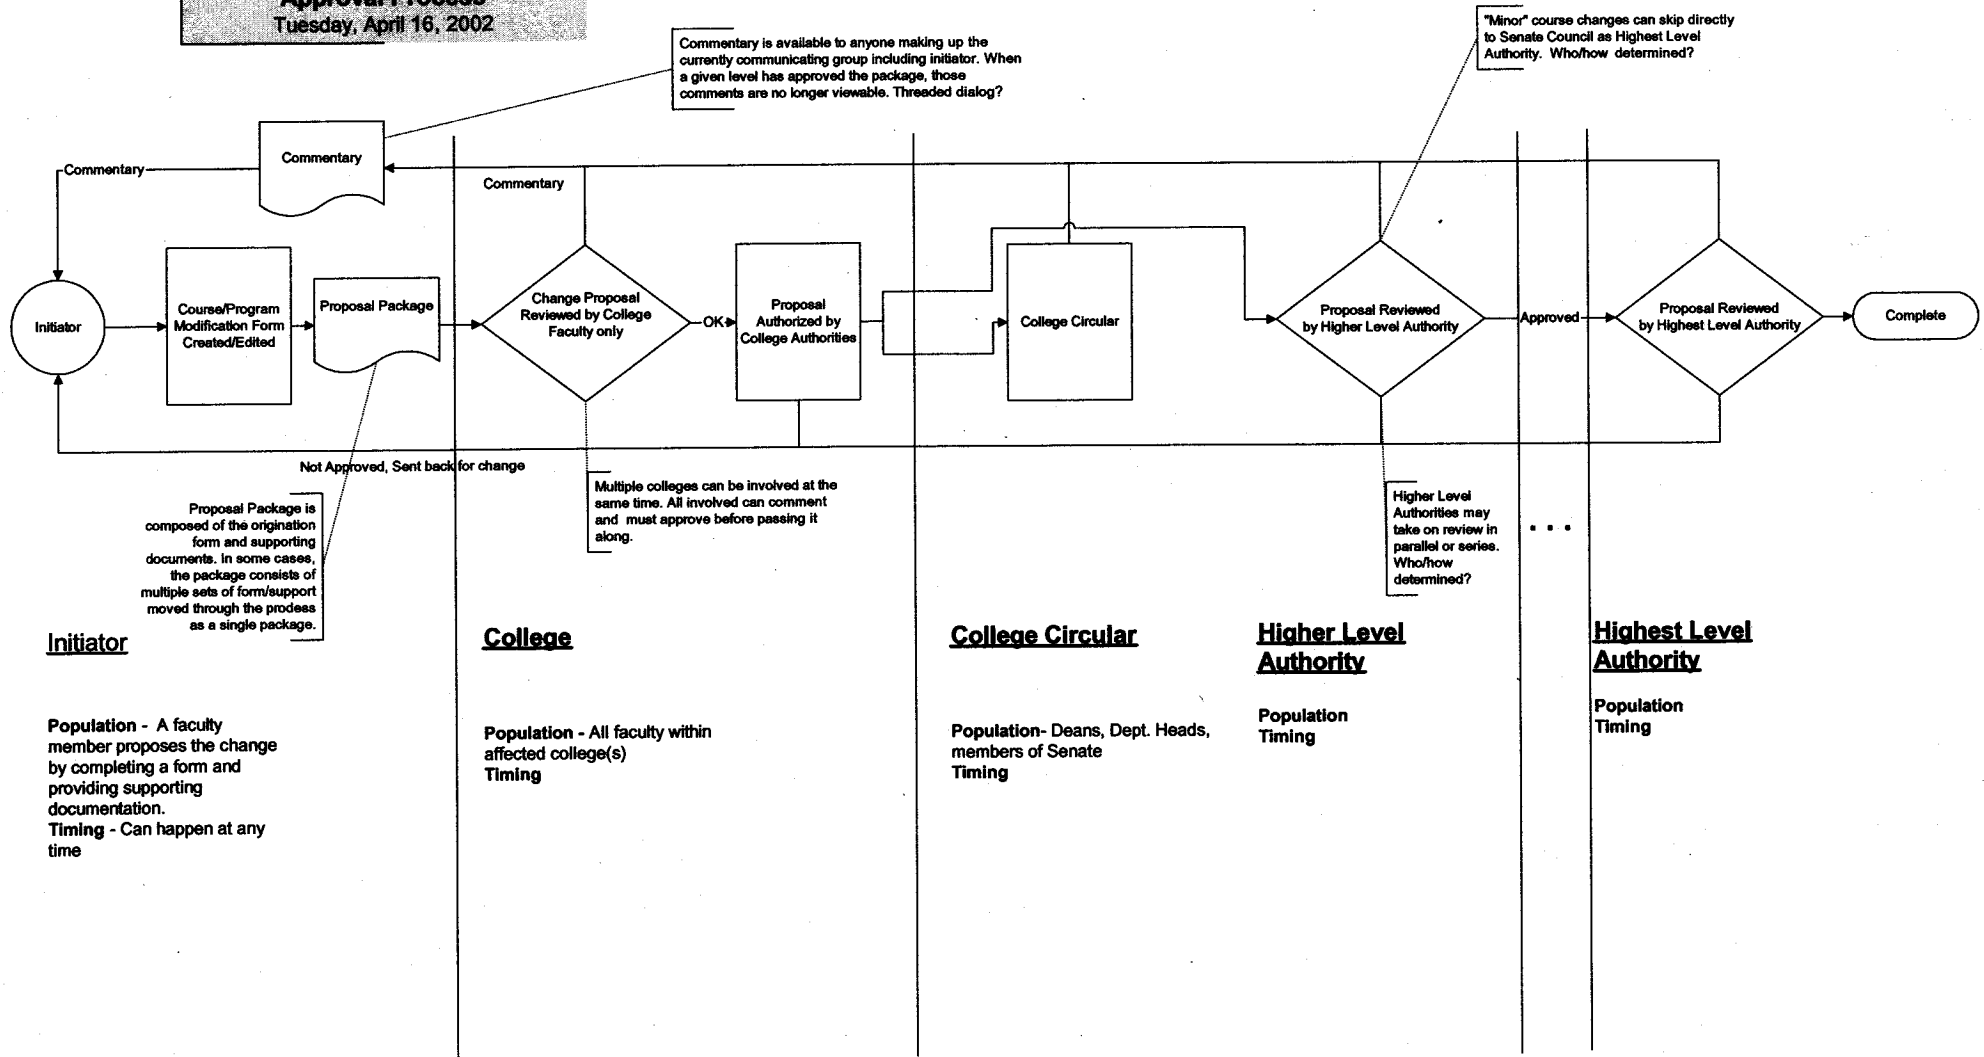 Approval Process
Tuesday, April 16, 2002
Commentary is available to anyone making up the
currently communicating group including initiator. When
a given level has approved the package, those
comments are no longer viewable. Threaded dialog?
"Minor" course changes can skip directly
to Senate Council as Highest Level
Authority. Who/how determined?
Commentary
Commentary
Commentary
Initiator
Course/Program
Modification Form
Created/Edited
Proposal Package
Change Proposal
Reviewed by College
Faculty only
OK
Proposal
Authorized by
College Authorities
College Circular
Proposal Reviewed
by Higher Level Authority
Approved
Proposal Reviewed
by Highest Level Authority
Complete
Not Approved, Sent back for change
Proposal Package is
composed of the origination
form and supporting
documents. In some cases,
the package consists of
multiple sets of form/support
moved through the prodess
as a single package.
Multiple colleges can be involved at the
same time. All involved can comment
and must approve before passing it
along.
Higher Level
Authorities may
take on review in
parallel or series.
Who/how
determined?
. . .
Initiator
Population - A faculty
member proposes the change
by completing a form and
providing supporting
documentation.
Timing - Can happen at any
time
College
Population - All faculty within
affected college(s)
Timing
College Circular
Population- Deans, Dept. Heads,
members of Senate
Timing
Higher Level
Authority
Population
Timing
Highest Level
Authority
Population
Timing